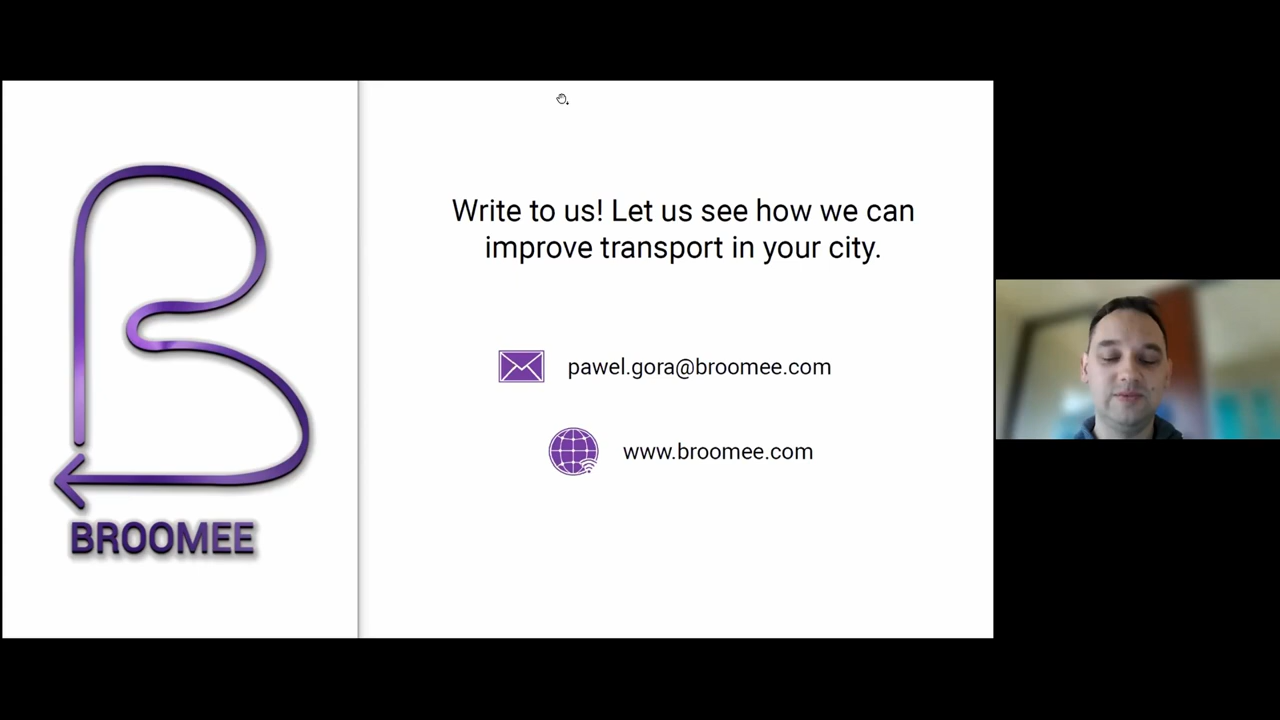 BROOMEE
Write to us! Let us see how we can
improve transport in your city.
pawel.gora@broomee.com
www.broomee.com